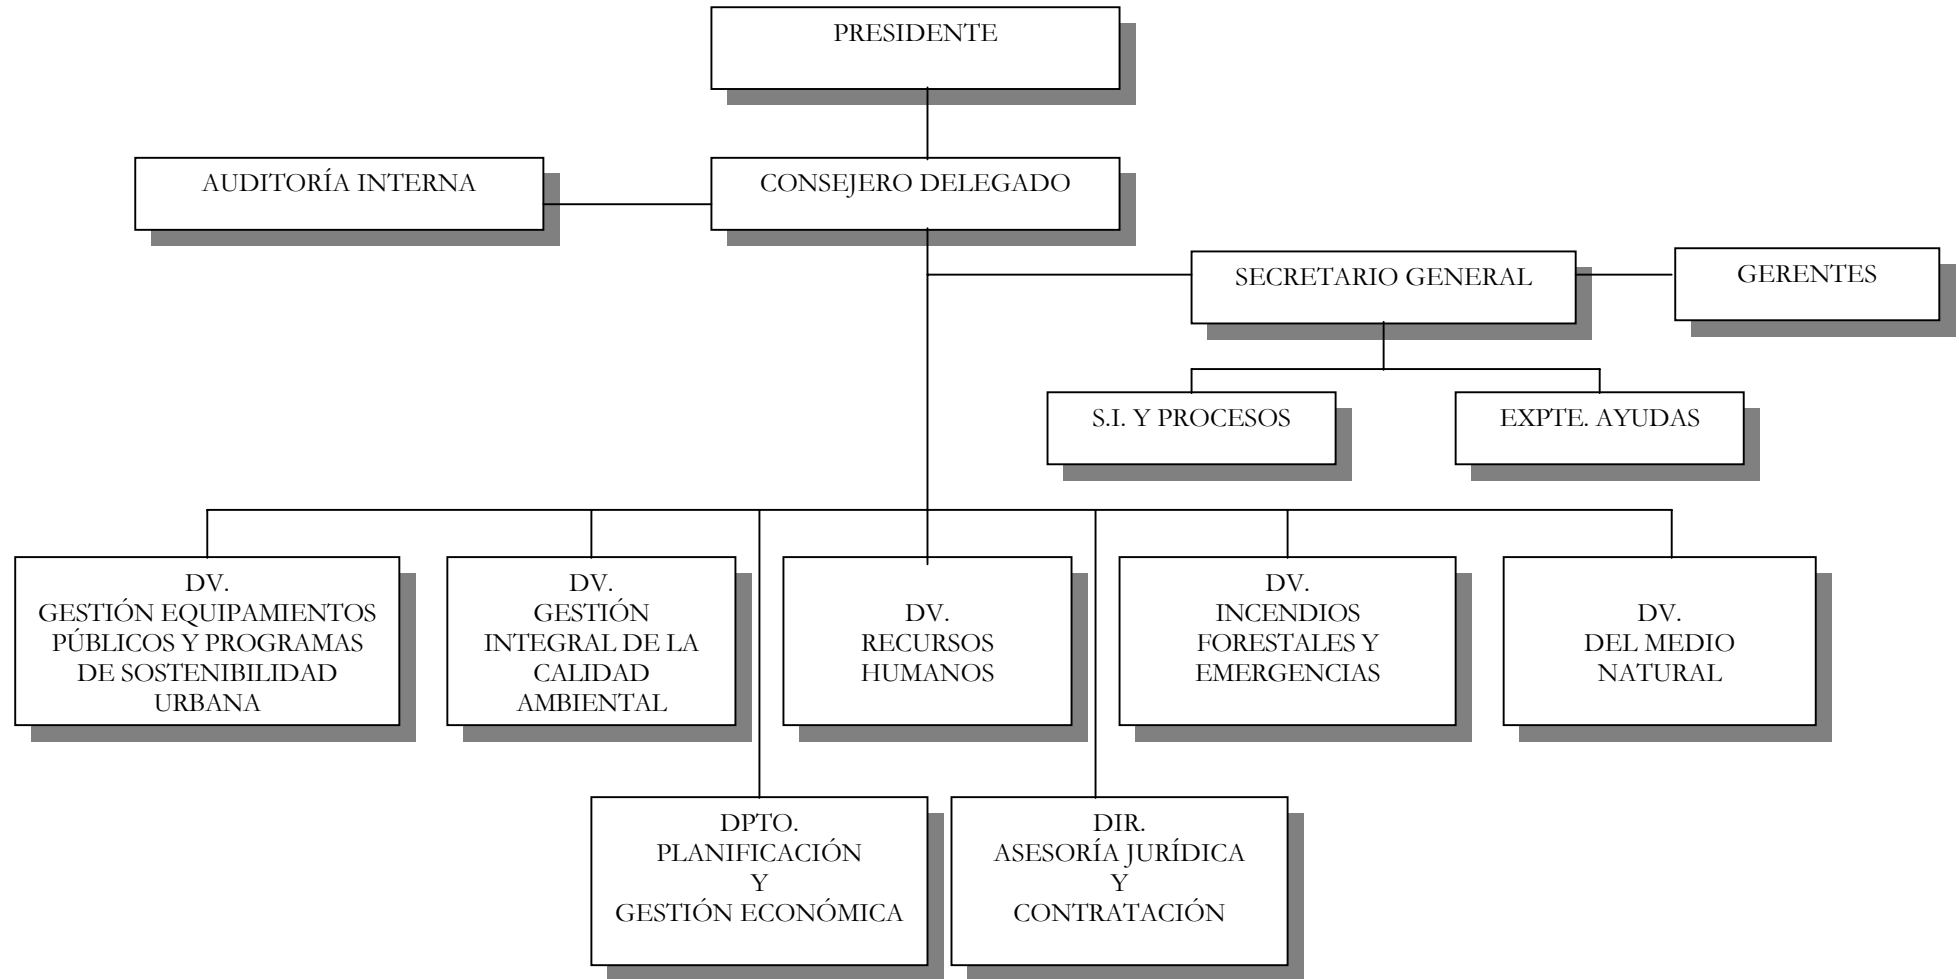 PRESIDENTE
AUDITORÍA INTERNA
CONSEJERO DELEGADO
SECRETARIO GENERAL
GERENTES
S.I. Y PROCESOS
EXPTE. AYUDAS
DV.
GESTIÓN EQUIPAMIENTOS
PÚBLICOS Y PROGRAMAS
DE SOSTENIBILIDAD
URBANA
DV.
GESTIÓN
INTEGRAL DE LA
CALIDAD
AMBIENTAL
DV.
RECURSOS
HUMANOS
DV.
INCENDIOS
FORESTALES Y
EMERGENCIAS
DV.
DEL MEDIO
NATURAL
DPTO.
PLANIFICACIÓN
Y
GESTIÓN ECONÓMICA
DIR.
ASESORÍA JURÍDICA
Y
CONTRATACIÓN